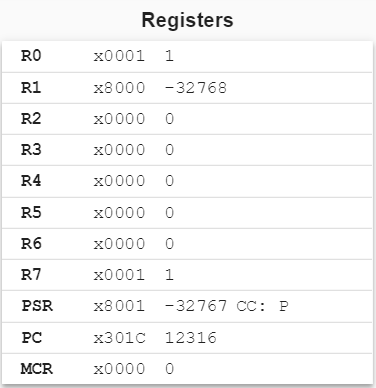 Registers
R0 x0001 1
R1 x8000 -32768
R2 x0000 0
R3 x0000 0
R4 x0000 0
R5 x0000 0
R6 x0000 0
R7 x0001 1
PSR x8001 -32767 CC: P
PC x301C 12316
MCR x0000 0